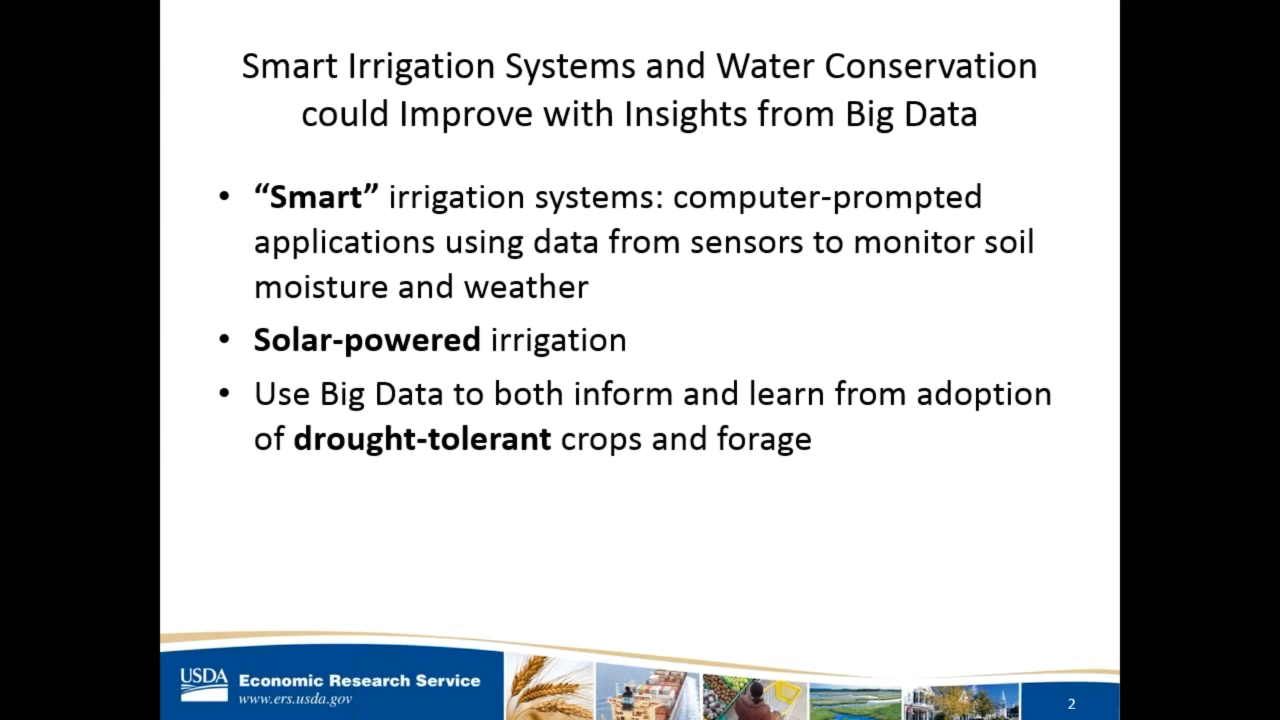 Smart Irrigation Systems and Water Conservation
could Improve with Insights from Big Data
• “Smart” irrigation systems: computer-prompted
applications using data from sensors to monitor soil
moisture and weather
• Solar-powered irrigation
• Use Big Data to both inform and learn from adoption
of drought-tolerant crops and forage
USDA
Economic Research Service
www.ers.usda.gov
2